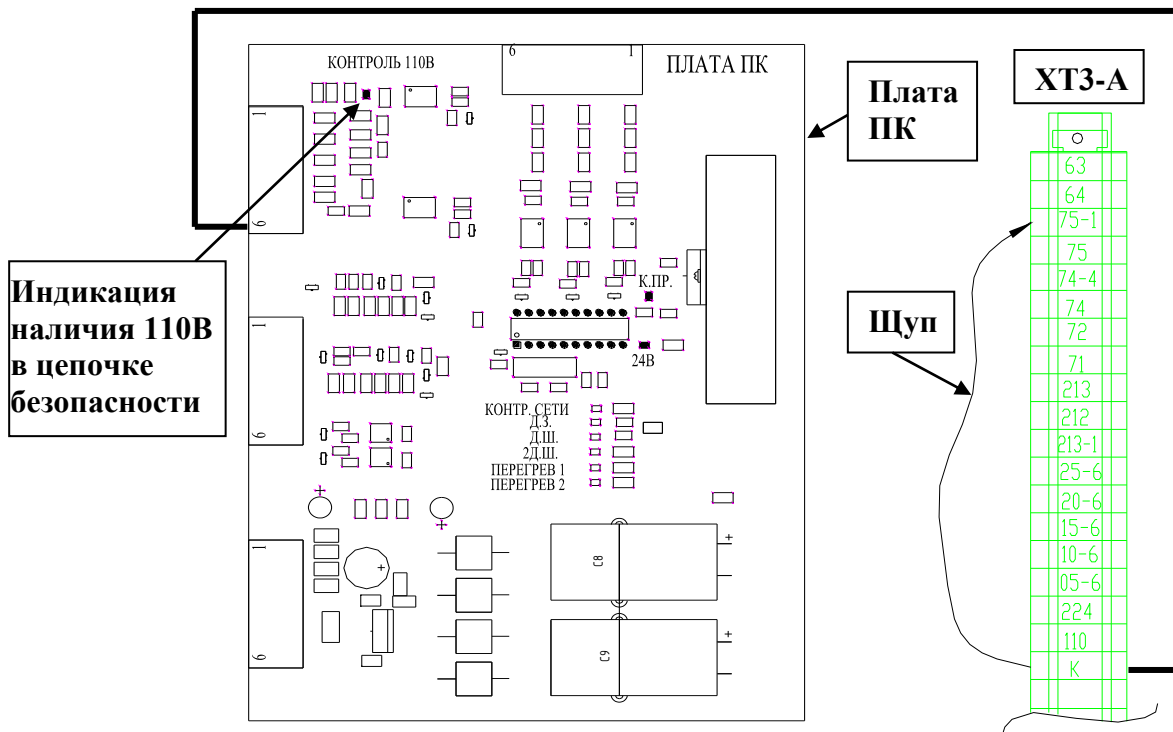 КОНТРОЛЬ 110В
6
1
ПЛАТА ПК
1
6
Индикация
наличия 110В
в цепочке
безопасности
Плата
ПК
ХТ3-А
Щуп
К.ПР.
24В
1
6
КОНТР. СЕТИ
Д.З.
Д.Ш.
2Д.Ш.
ПЕРЕГРЕВ 1
ПЕРЕГРЕВ 2
1
6
+
C8
+
+
C9
+
63
64
75-1
75
74-4
74
72
71
213
212
213-1
25-6
20-6
15-6
10-6
05-6
224
110
K